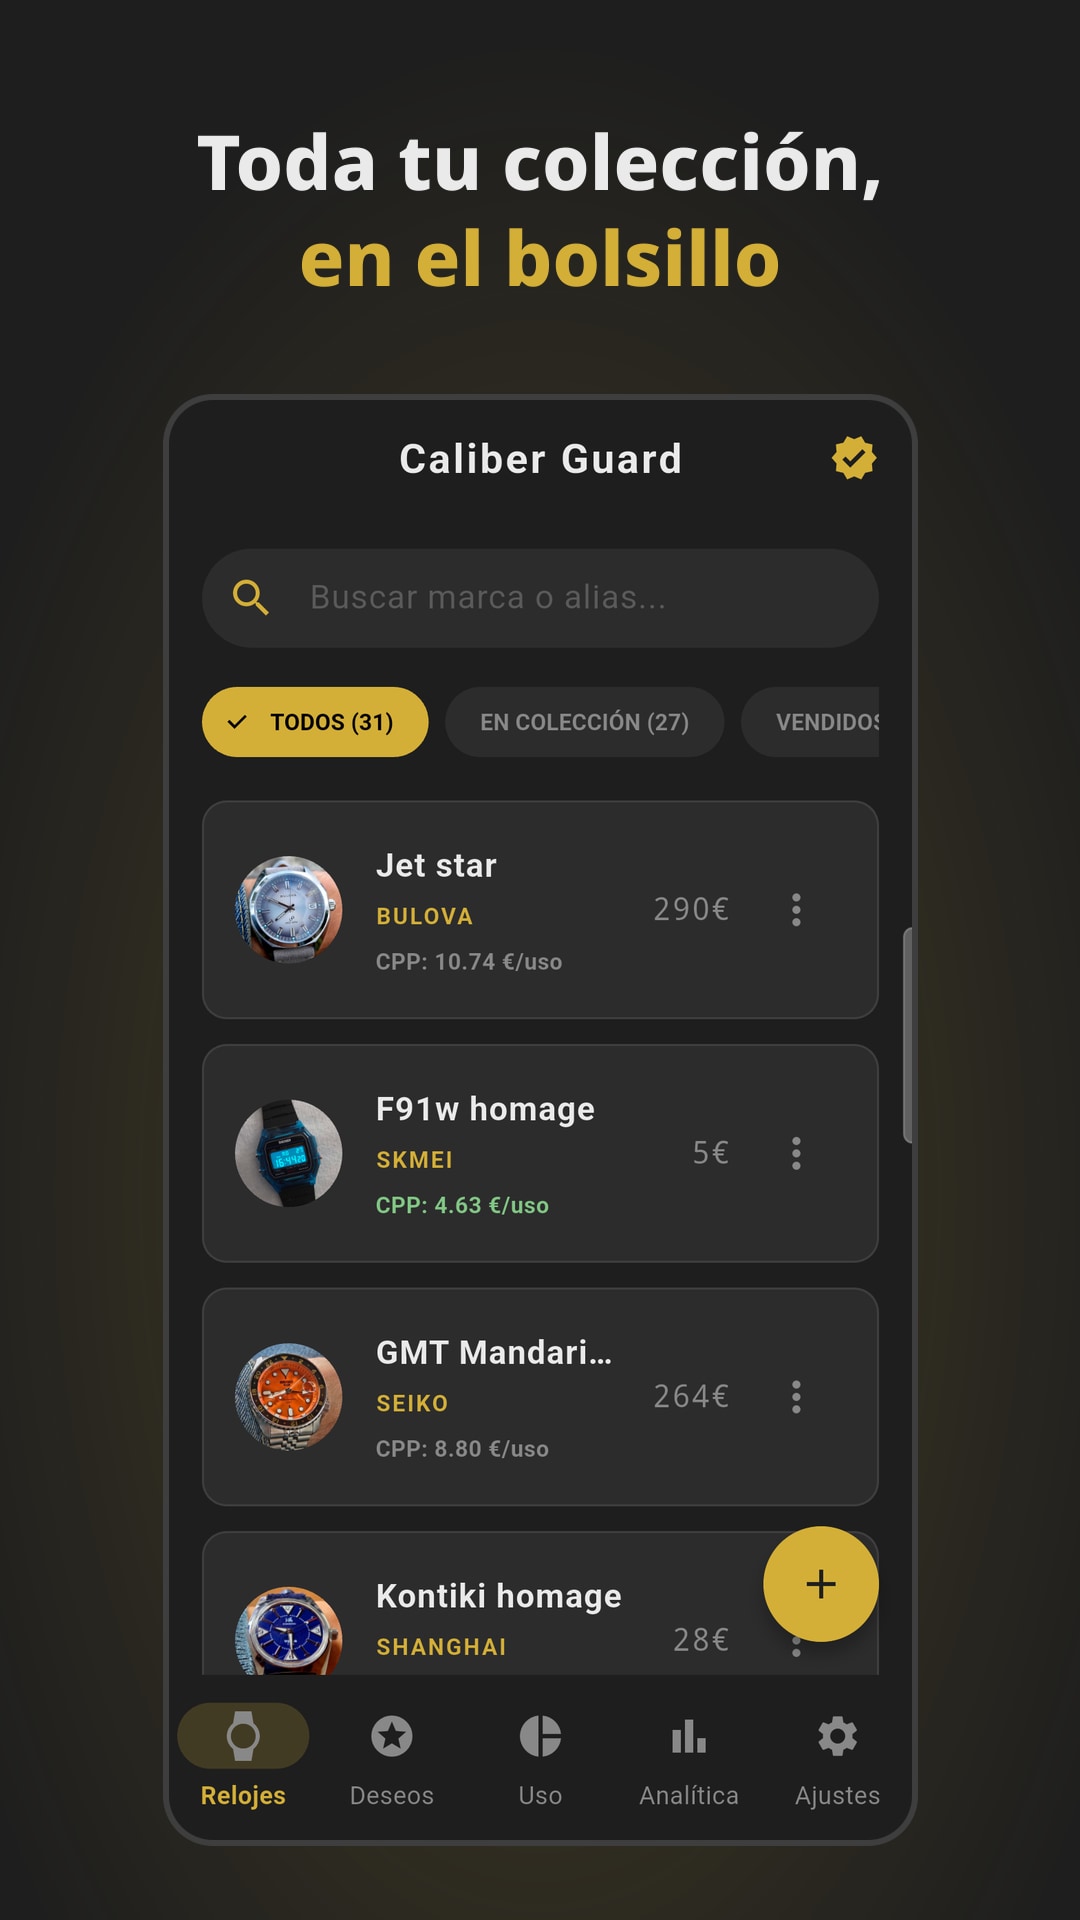 Toda tu colección,
en el bolsillo
Caliber Guard
Buscar marca o alias...
TODOS (31)
EN COLECCIÓN (27)
VENDIDOS
Jet star
BULOVA
290€
CPP: 10.74 €/uso
F91w homage
SKMEI
5€
CPP: 4.63 €/uso
GMT Mandari...
SEIKO
264€
CPP: 8.80 €/uso
Kontiki homage
SHANGHAI
28€
Relojes
Deseos
Uso
Analítica
Ajustes